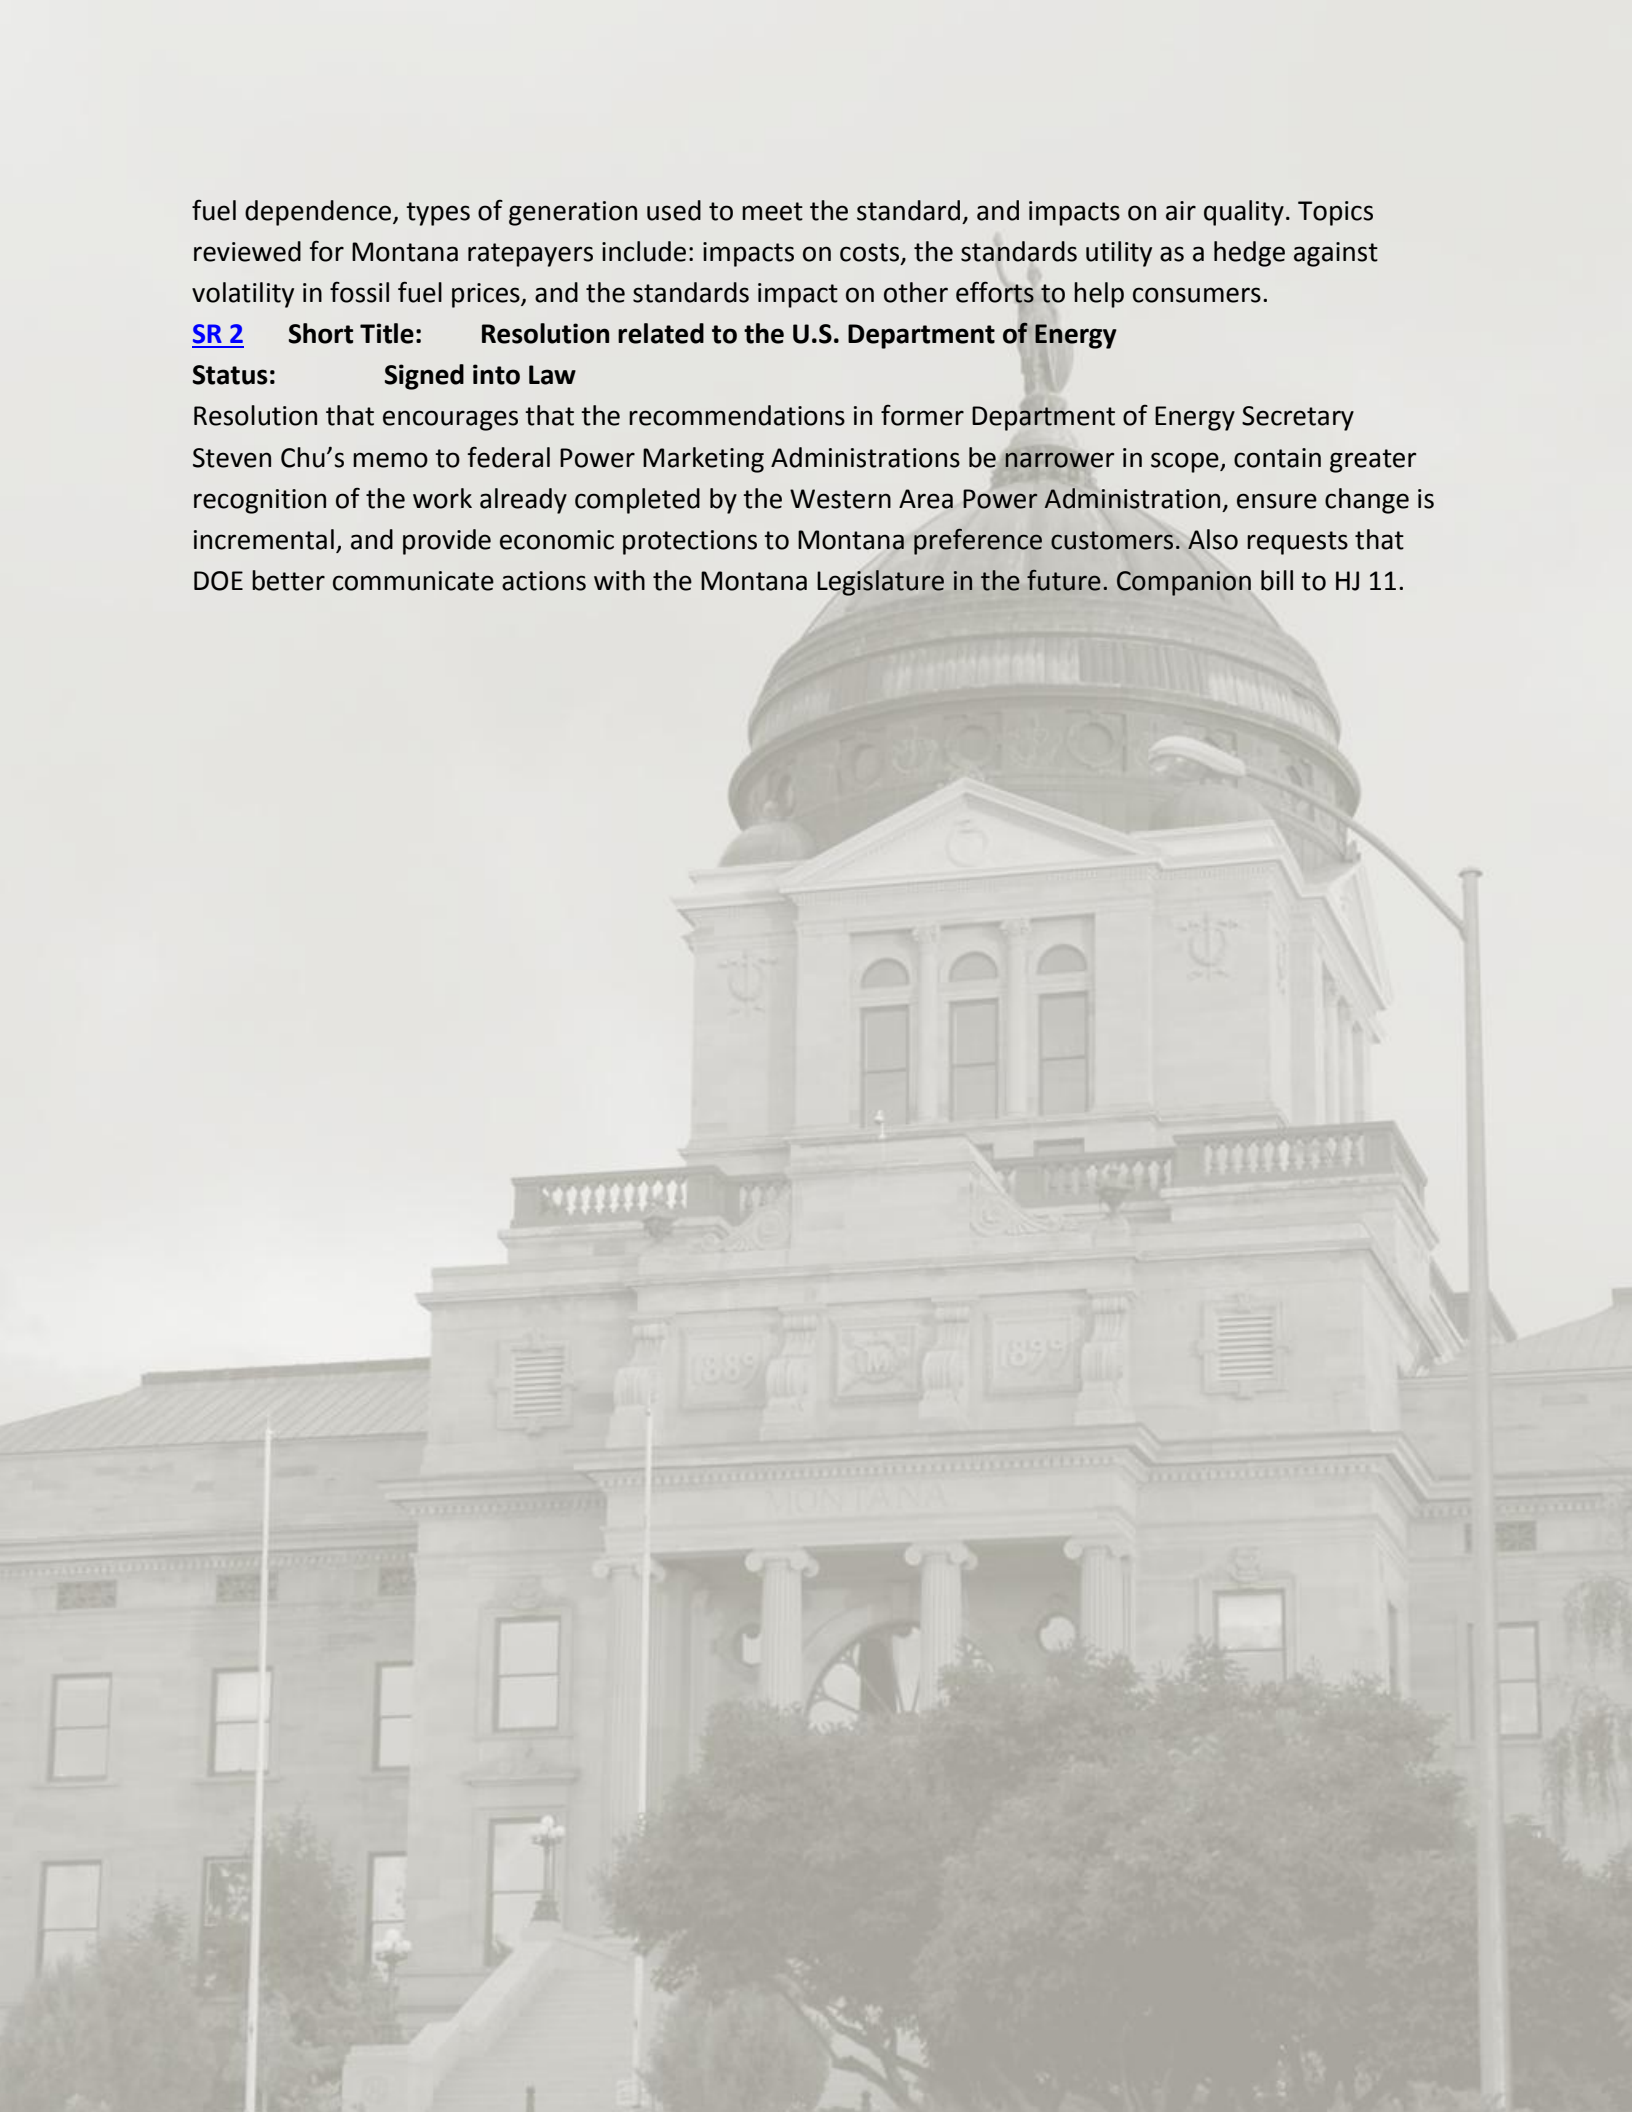 fuel dependence, types of generation used to meet the standard, and impacts on air quality. Topics
reviewed for Montana ratepayers include: impacts on costs, the standards utility as a hedge against
volatility in fossil fuel prices, and the standards impact on other efforts to help consumers.
SR 2 Short Title: Resolution related to the U.S. Department of Energy
Status: Signed into Law
Resolution that encourages that the recommendations in former Department of Energy Secretary
Steven Chu’s memo to federal Power Marketing Administrations be narrower in scope, contain greater
recognition of the work already completed by the Western Area Power Administration, ensure change is
incremental, and provide economic protections to Montana preference customers. Also requests that
DOE better communicate actions with the Montana Legislature in the future. Companion bill to HJ 11.
1889 M 1899
MONTANA